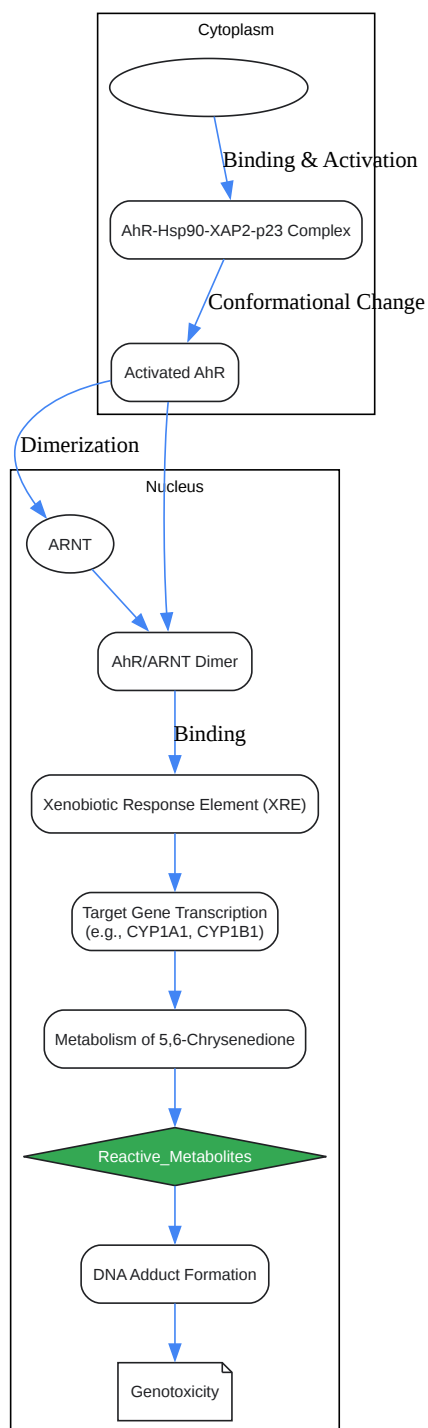 Cytoplasm
Binding & Activation
AhR-Hsp90-XAP2-p23 Complex
Conformational Change
Activated AhR
Dimerization
Nucleus
ARNT
AhR/ARNT Dimer
Binding
Xenobiotic Response Element (XRE)
Target Gene Transcription
(e.g., CYP1A1, CYP1B1)
Metabolism of 5,6-Chrysenedione
Reactive_Metabolites
DNA Adduct Formation
Genotoxicity